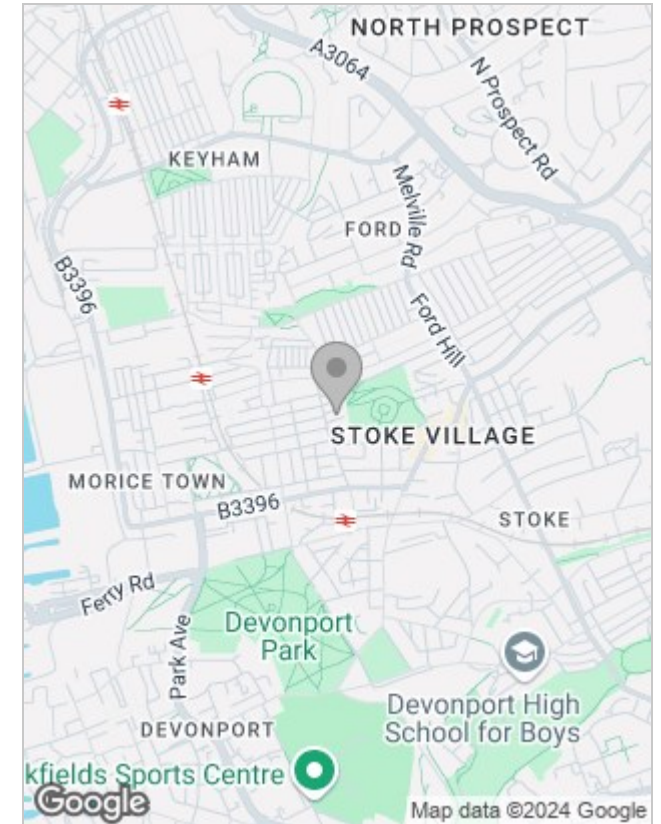 NORTH PROSPECT
A3064
N Prospect Rd
KEYHAM
Melville Rd
FORD
B3396
Ford Hill
STOKE VILLAGE
MORICE TOWN
B3396
STOKE
Ferry Rd
Park Ave
Devonport
Park
Devonport High
School for Boys
DEVONPORT
kfields Sports Centre
Google
Map data ©2024 Google